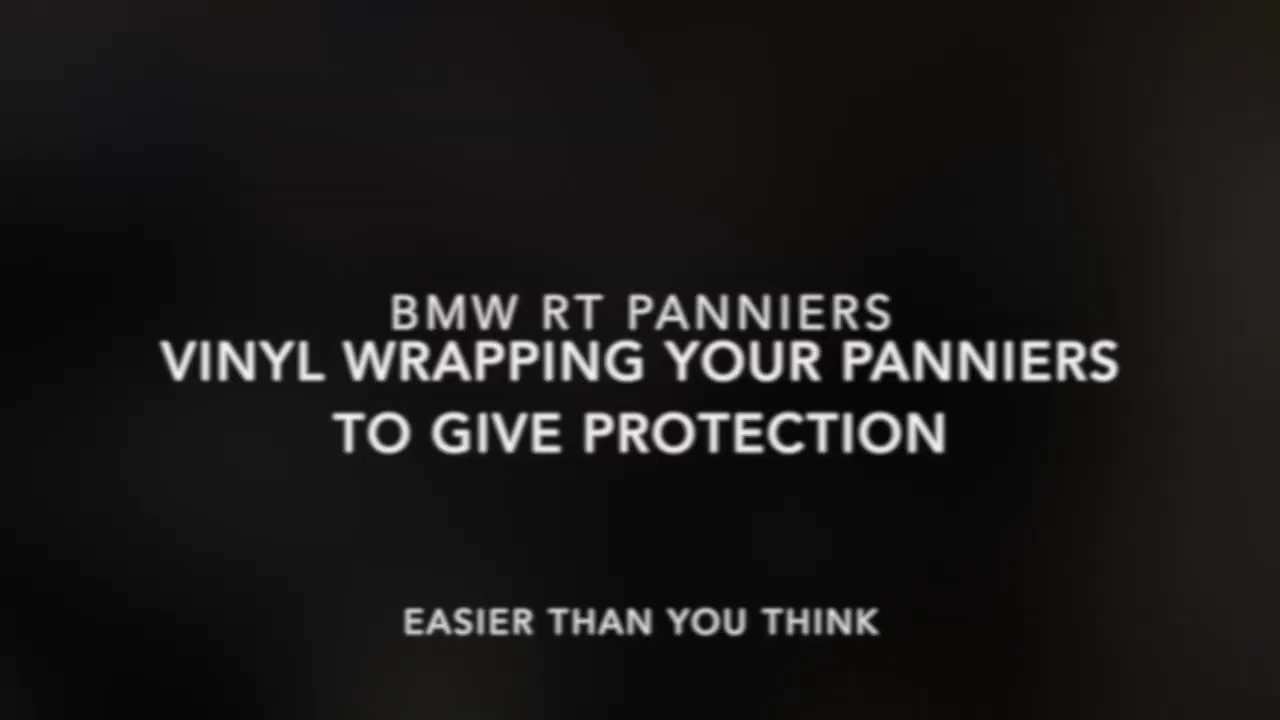 BMW RT PANNIERS
VINYL WRAPPING YOUR PANNIERS
TO GIVE PROTECTION
EASIER THAN YOU THINK